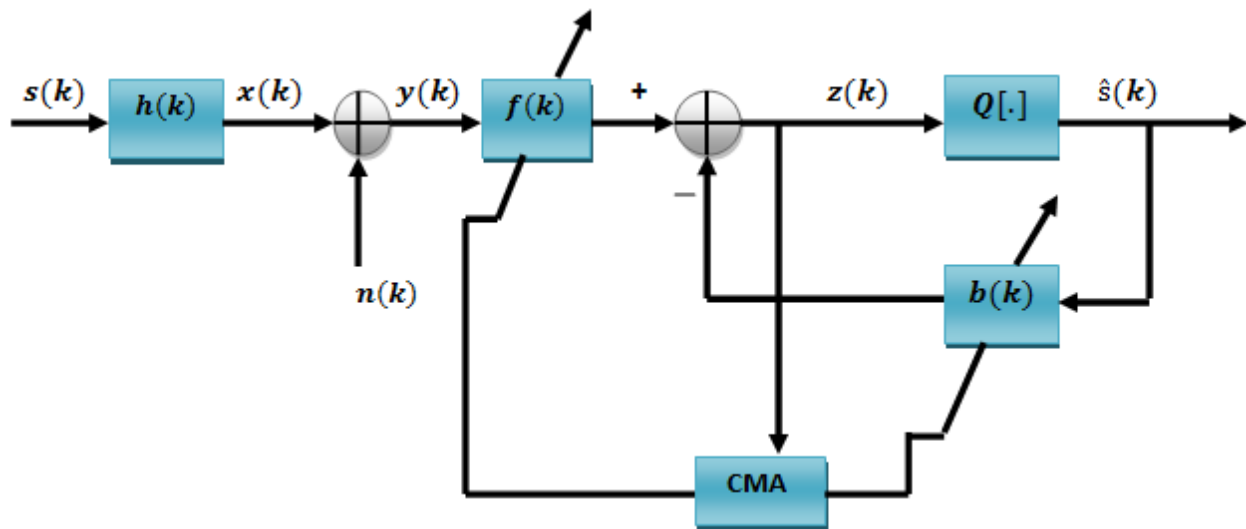 s(k)
h(k)
x(k)
y(k)
f(k)
+
z(k)
Q[.]
ŝ(k)
−
n(k)
b(k)
CMA